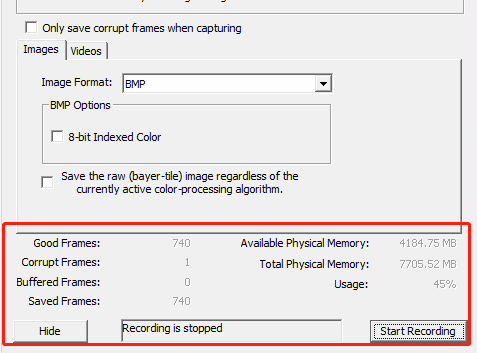 Only save corrupt frames when capturing
Images Videos
Image Format: BMP
BMP Options
8-bit Indexed Color
Save the raw (bayer-tile) image regardless of the
currently active color-processing algorithm.
Good Frames: 740 Available Physical Memory: 4184.75 MB
Corrupt Frames: 1 Total Physical Memory: 7705.52 MB
Buffered Frames: 0 Usage: 45%
Saved Frames: 740
Hide Recording is stopped Start Recording